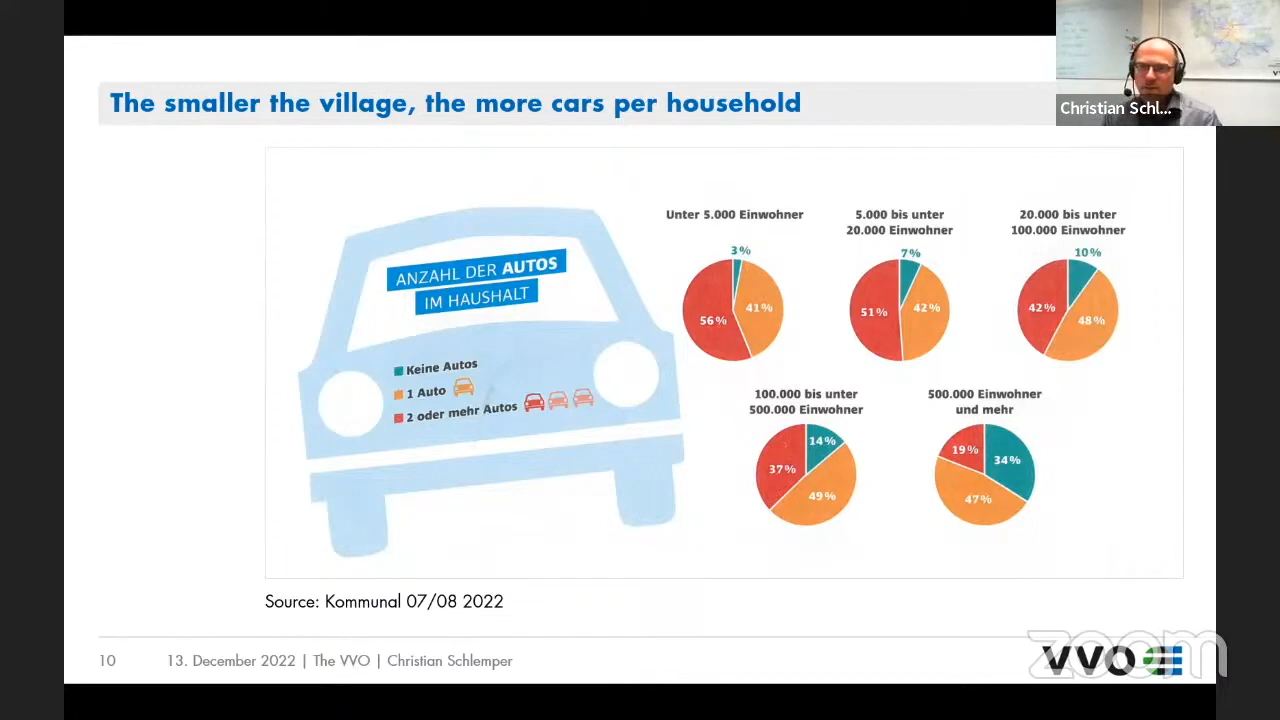 The smaller the village, the more cars per household
Christian Schl...
ANZAHL DER AUTOS
IM HAUSHALT
Keine Autos
1 Auto
2 oder mehr Autos
Unter 5.000 Einwohner
3%
41%
56%
5.000 bis unter
20.000 Einwohner
7%
42%
51%
20.000 bis unter
100.000 Einwohner
10%
48%
42%
100.000 bis unter
500.000 Einwohner
14%
49%
37%
500.000 Einwohner
und mehr
34%
47%
19%
Source: Kommunal 07/08 2022
10
13. December 2022 | The VVO | Christian Schlemper
VVO
zoom